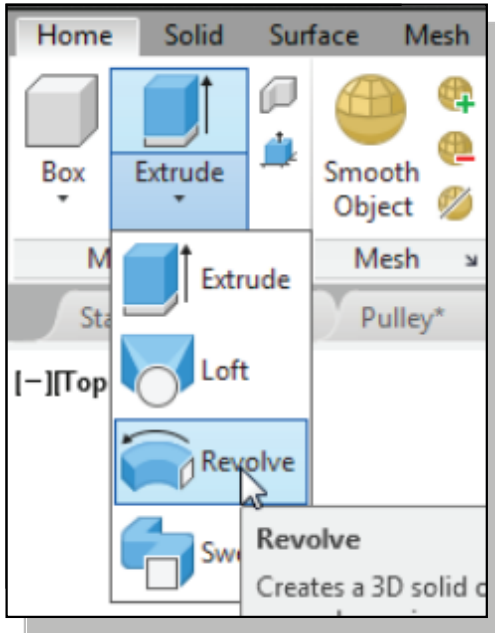 Home Solid Surface Mesh
Box Extrude Smooth Object
Mesh
Pulley*
[−][Top
Extrude
Loft
Revolve
Revolve
Creates a 3D solid